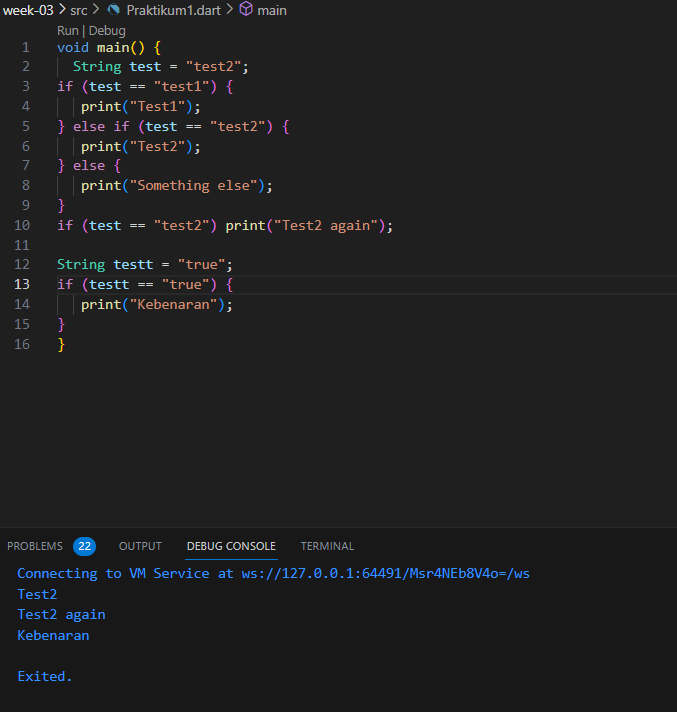 week-03 > src > Praktikum1.dart > main
Run | Debug
1 void main() {
2   String test = "test2";
3 if (test == "test1") {
4    print("Test1");
5 } else if (test == "test2") {
6    print("Test2");
7 } else {
8    print("Something else");
9 }
10 if (test == "test2") print("Test2 again");
11
12 String testt = "true";
13 if (testt == "true") {
14    print("Kebenaran");
15 }
16 }
PROBLEMS 22 OUTPUT DEBUG CONSOLE TERMINAL
Connecting to VM Service at ws://127.0.0.1:64491/Msr4NEb8V4o=/ws
Test2
Test2 again
Kebenaran
Exited.